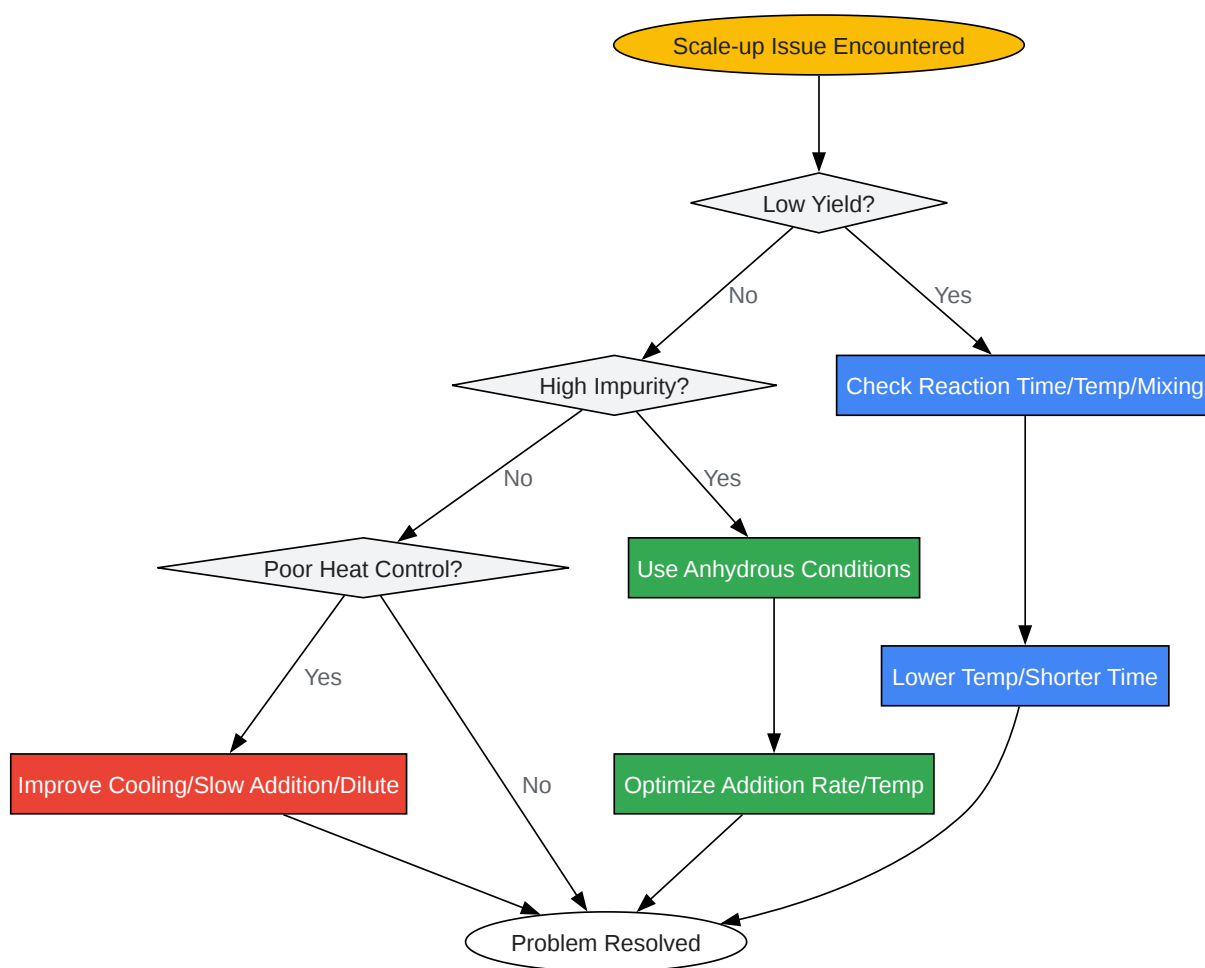 Scale-up Issue Encountered
Low Yield?
No
Yes
High Impurity?
Check Reaction Time/Temp/Mixing
No
Yes
Poor Heat Control?
Use Anhydrous Conditions
Yes
Lower Temp/Shorter Time
Improve Cooling/Slow Addition/Dilute
No
Optimize Addition Rate/Temp
Problem Resolved